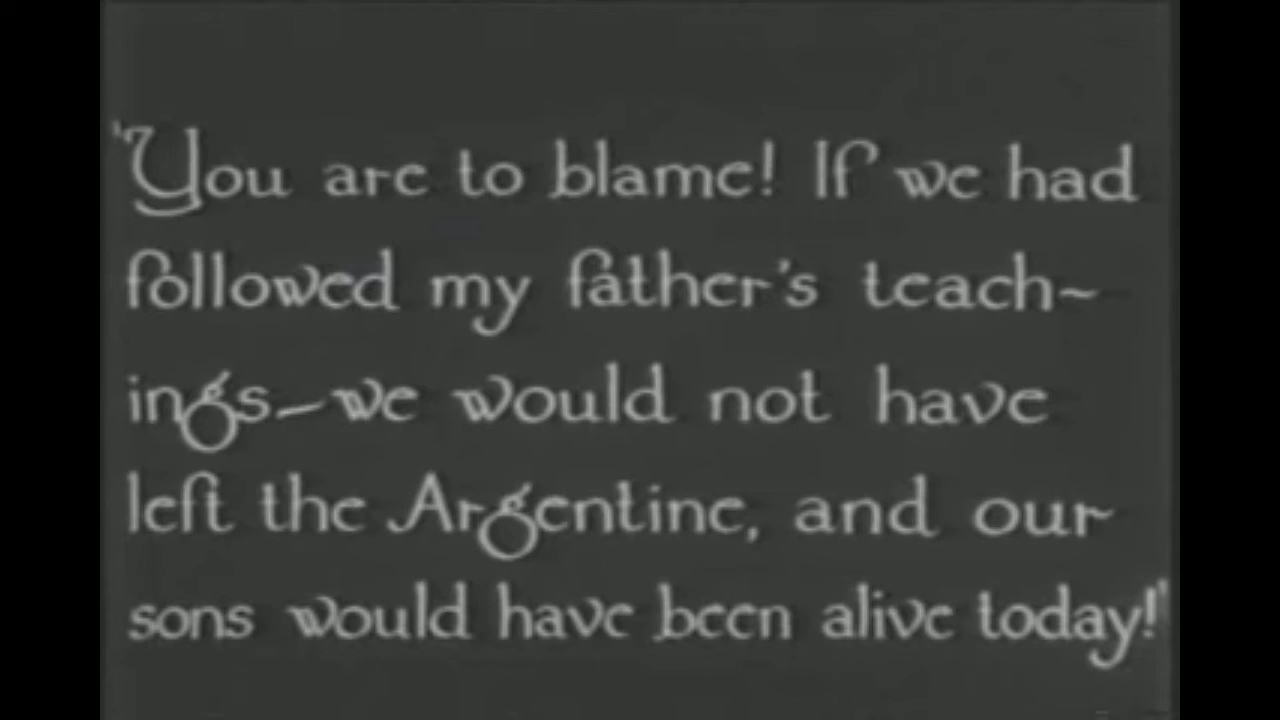 'You are to blame! If we had
followed my father's teach-
ings—we would not have
left the Argentine, and our
sons would have been alive today!'